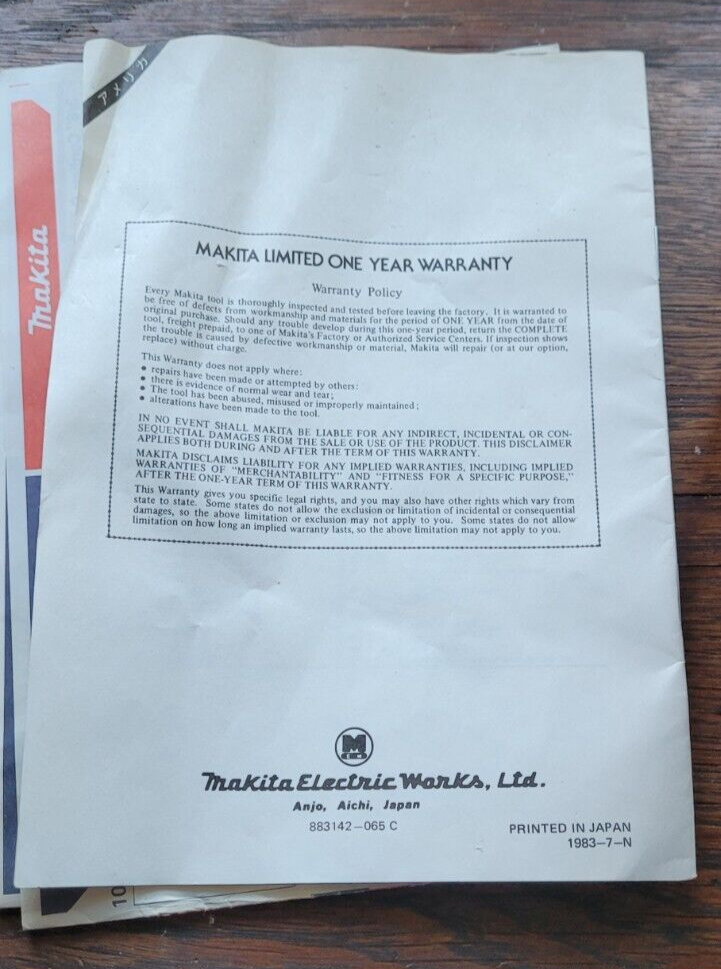 アメリカ
Makita
MAKITA LIMITED ONE YEAR WARRANTY
Warranty Policy
Every Makita tool is thoroughly inspected and tested before leaving the factory. It is warranted to
be free of defects from workmanship and materials for the period of ONE YEAR from the date of
original purchase. Should any trouble develop during this one-year period, return the COMPLETE
tool, freight prepaid, to one of Makita's Factory or Authorized Service Centers. If inspection shows
the trouble is caused by defective workmanship or material, Makita will repair (or at our option,
replace) without charge.
This Warranty does not apply where:
• repairs have been made or attempted by others:
• there is evidence of normal wear and tear;
• The tool has been abused, misused or improperly maintained;
• alterations have been made to the tool.
IN NO EVENT SHALL MAKITA BE LIABLE FOR ANY INDIRECT, INCIDENTAL OR CON-
SEQUENTIAL DAMAGES FROM THE SALE OR USE OF THE PRODUCT. THIS DISCLAIMER
APPLIES BOTH DURING AND AFTER THE TERM OF THIS WARRANTY.
MAKITA DISCLAIMS LIABILITY FOR ANY IMPLIED WARRANTIES, INCLUDING IMPLIED
WARRANTIES OF "MERCHANTABILITY" AND "FITNESS FOR A SPECIFIC PURPOSE,"
AFTER THE ONE-YEAR TERM OF THIS WARRANTY.
This Warranty gives you specific legal rights, and you may also have other rights which vary from
state to state. Some states do not allow the exclusion or limitation of incidental or consequential
damages, so the above limitation or exclusion may not apply to you. Some states do not allow
limitation on how long an implied warranty lasts, so the above limitation may not apply to you.
M
Makita Electric Works, Ltd.
Anjo, Aichi, Japan
883142-065 C
PRINTED IN JAPAN
1983-7-N
10